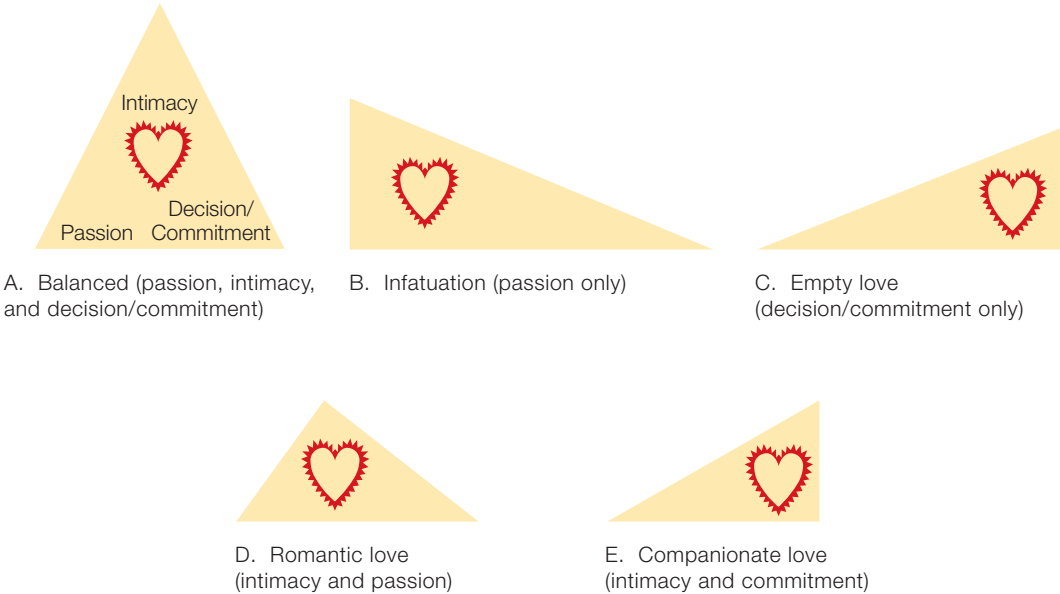 Intimacy
Decision/
Passion Commitment
A. Balanced (passion, intimacy,
and decision/commitment)
B. Infatuation (passion only)
C. Empty love
(decision/commitment only)
D. Romantic love
(intimacy and passion)
E. Companionate love
(intimacy and commitment)